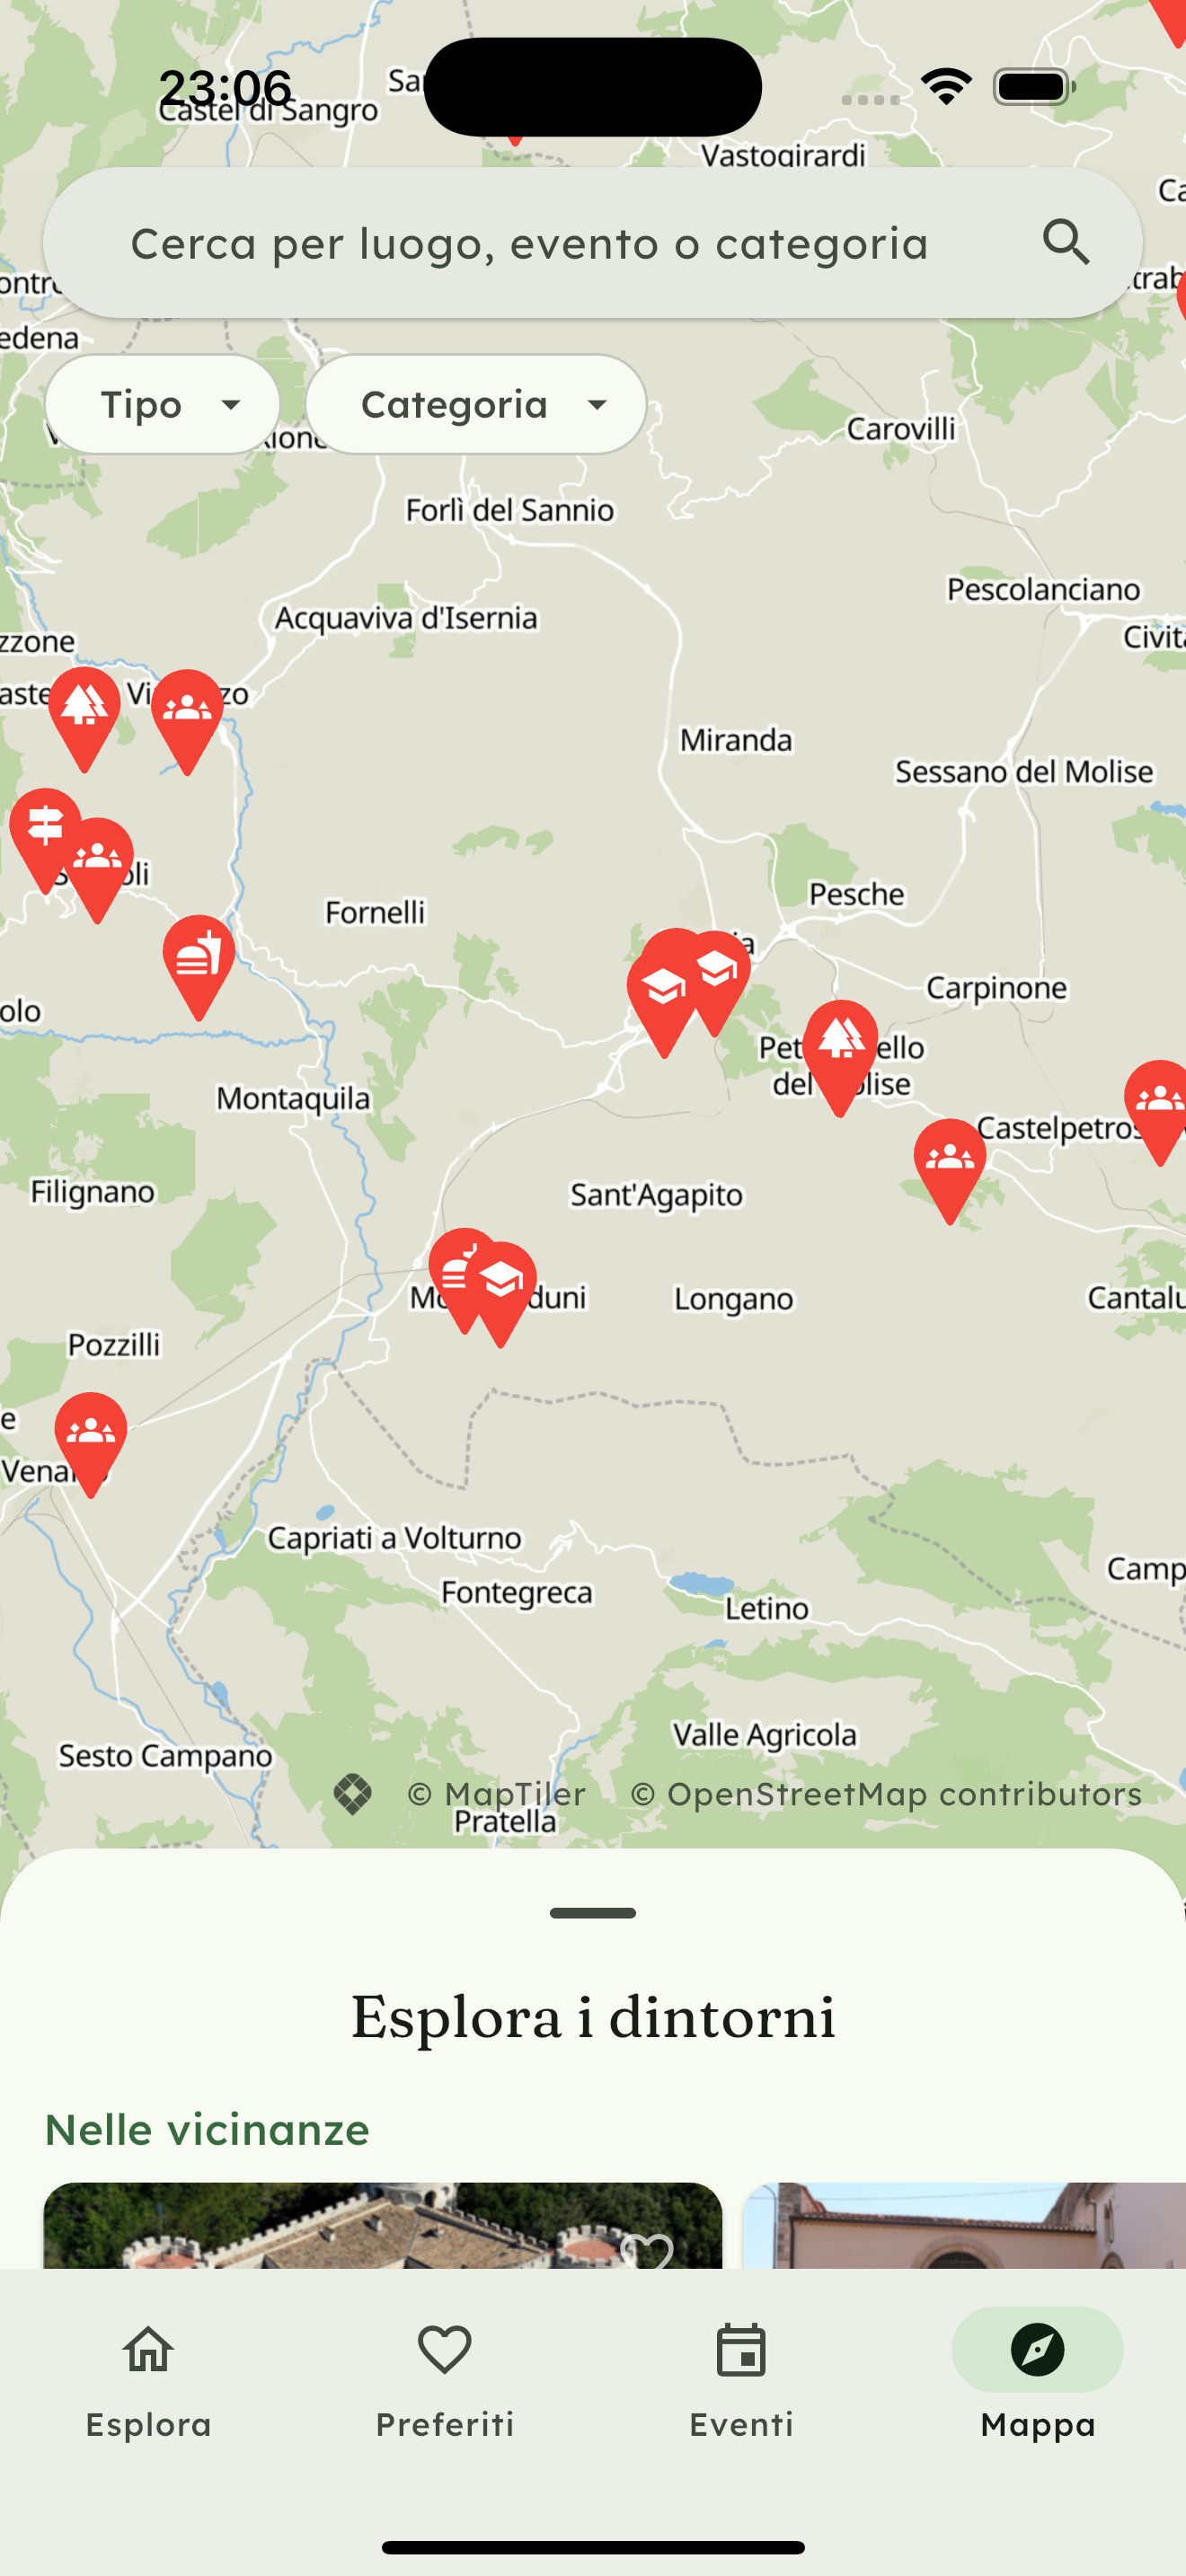 23:06
Castel di Sangro
Vastogirardi
Cerca per luogo, evento o categoria
Tipo
Categoria
Carovilli
Forlì del Sannio
Pescolanciano
Acquaviva d'Isernia
Miranda
Sessano del Molise
Pesche
Fornelli
Carpinone
Montaquila
Filignano
Sant'Agapito
Longano
Pozzilli
Capriati a Volturno
Fontegreca
Letino
Valle Agricola
Sesto Campano
© MapTiler © OpenStreetMap contributors
Pratella
Esplora i dintorni
Nelle vicinanze
Esplora
Preferiti
Eventi
Mappa